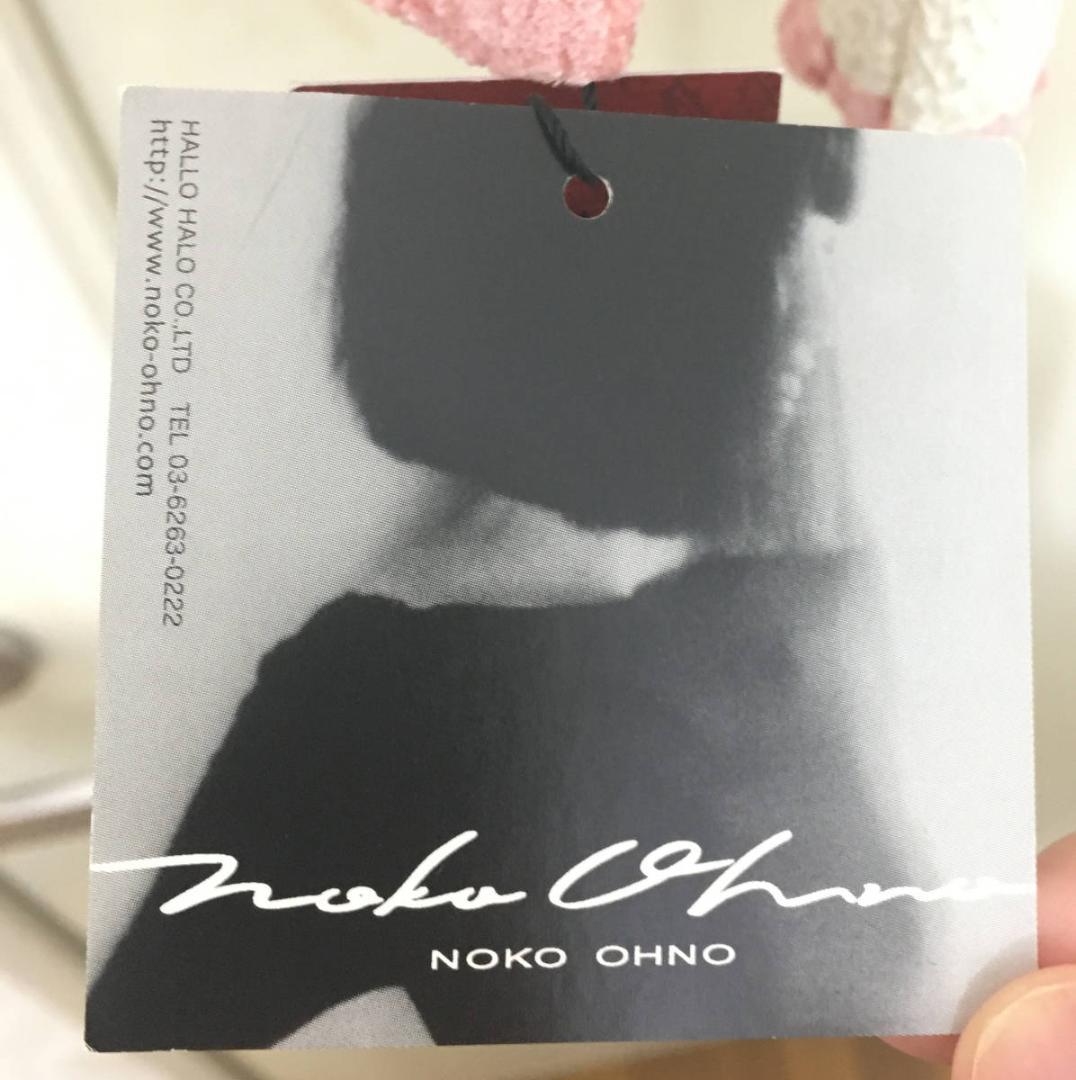 HALLO HALO CO.,LTD TEL 03-6263-0222
http://www.noko-ohno.com
noko Ohno
NOKO OHNO